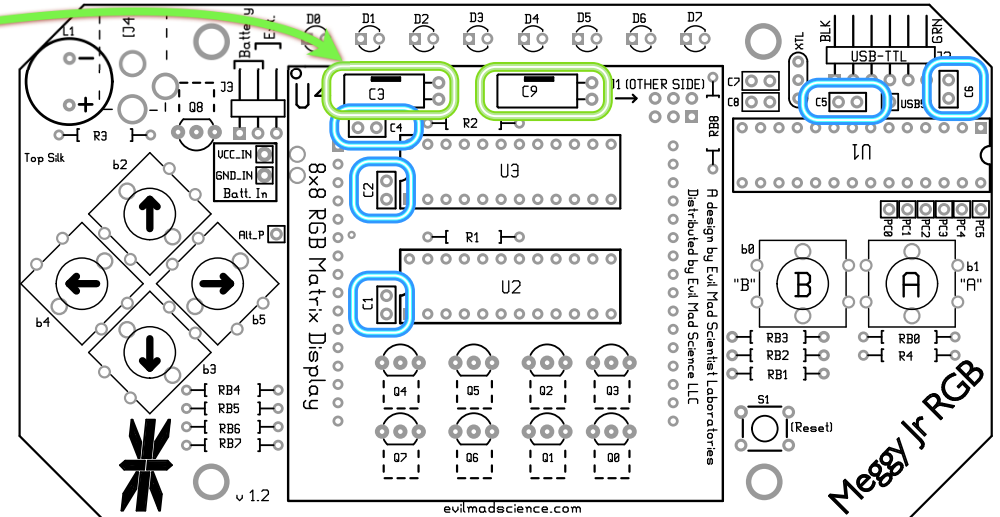 D0 D1 D2 D3 D4 D5 D6 D7
L1
[J4
Battery
Ext.
J3
Q8
R3
Top Silk
VCC_IN
GND_IN
Batt. In
Alt_P
b2
b4
b5
b3
RB4
RB5
RB6
RB7
v 1.2
C3
C9
J1 (OTHER SIDE)
C4
R2
R8
C2
U3
R1
C1
U2
8x8 RGB Matrix Display
A design by Evil Mad Scientist Laboratories
Distributed by Evil Mad Science LLC
Q4 Q5 Q2 Q3
Q7 Q6 Q1 Q0
evilmadscience.com
BLK
GRN
USB-TTL
XTL
C7
C8
C5
C6
U1
PC0
PC1
PC2
PC3
PC4
PC5
b0
"B"
B
A
b1
"A"
RB3
RB2
RB1
RB0
R4
S1
(Reset)
Meggy Jr RGB